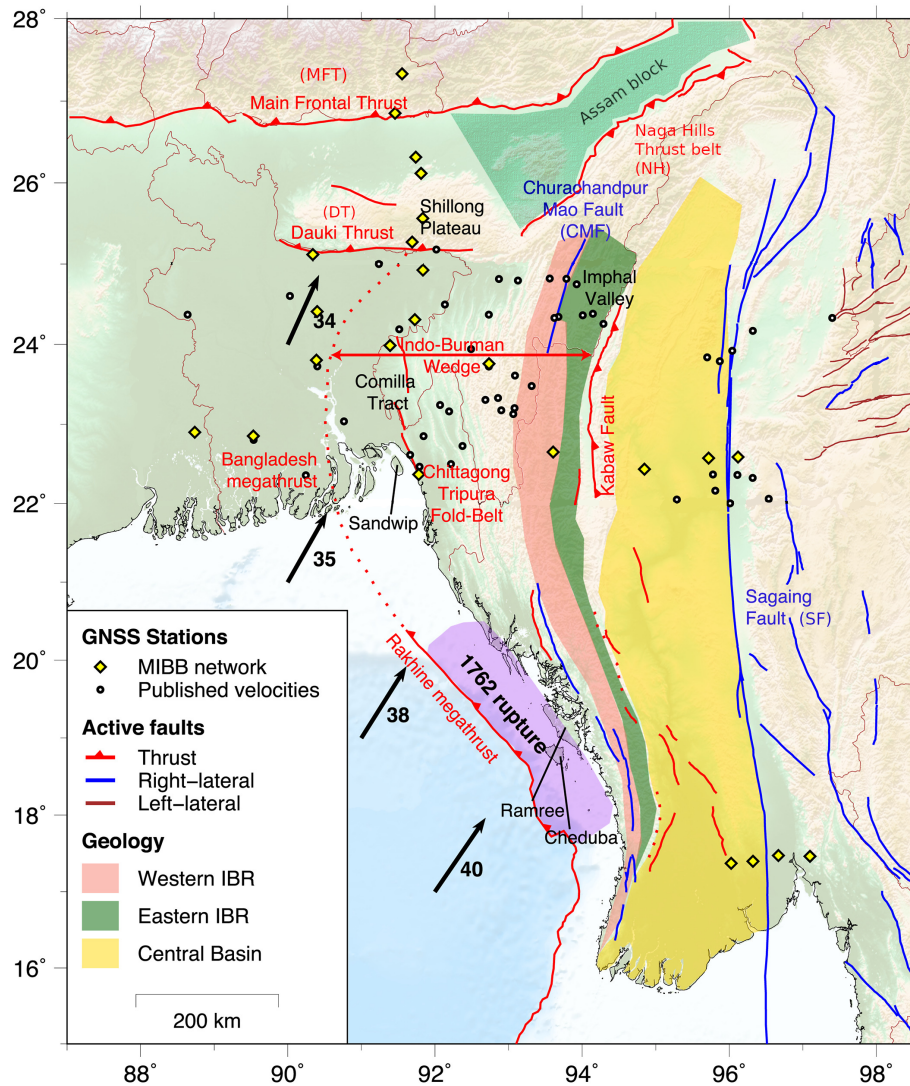 28°
26°
24°
22°
20°
18°
16°
(MFT)
Main Frontal Thrust
Assam block
Naga Hills
Thrust belt
(NH)
Churachandpur
Mao Fault
(CMF)
Shillong
Plateau
(DT)
Dauki Thrust
Imphal
Valley
34
Indo-Burman
Wedge
Comilla
Tract
Kabaw Fault
Bangladesh
megathrust
Chittagong
Tripura
Fold-Belt
Sandwip
35
Sagaing
Fault (SF)
Rakhine megathrust
1762 rupture
38
Ramree
Cheduba
40
GNSS Stations
MIBB network
Published velocities
Active faults
Thrust
Right–lateral
Left–lateral
Geology
Western IBR
Eastern IBR
Central Basin
200 km
88°
90°
92°
94°
96°
98°